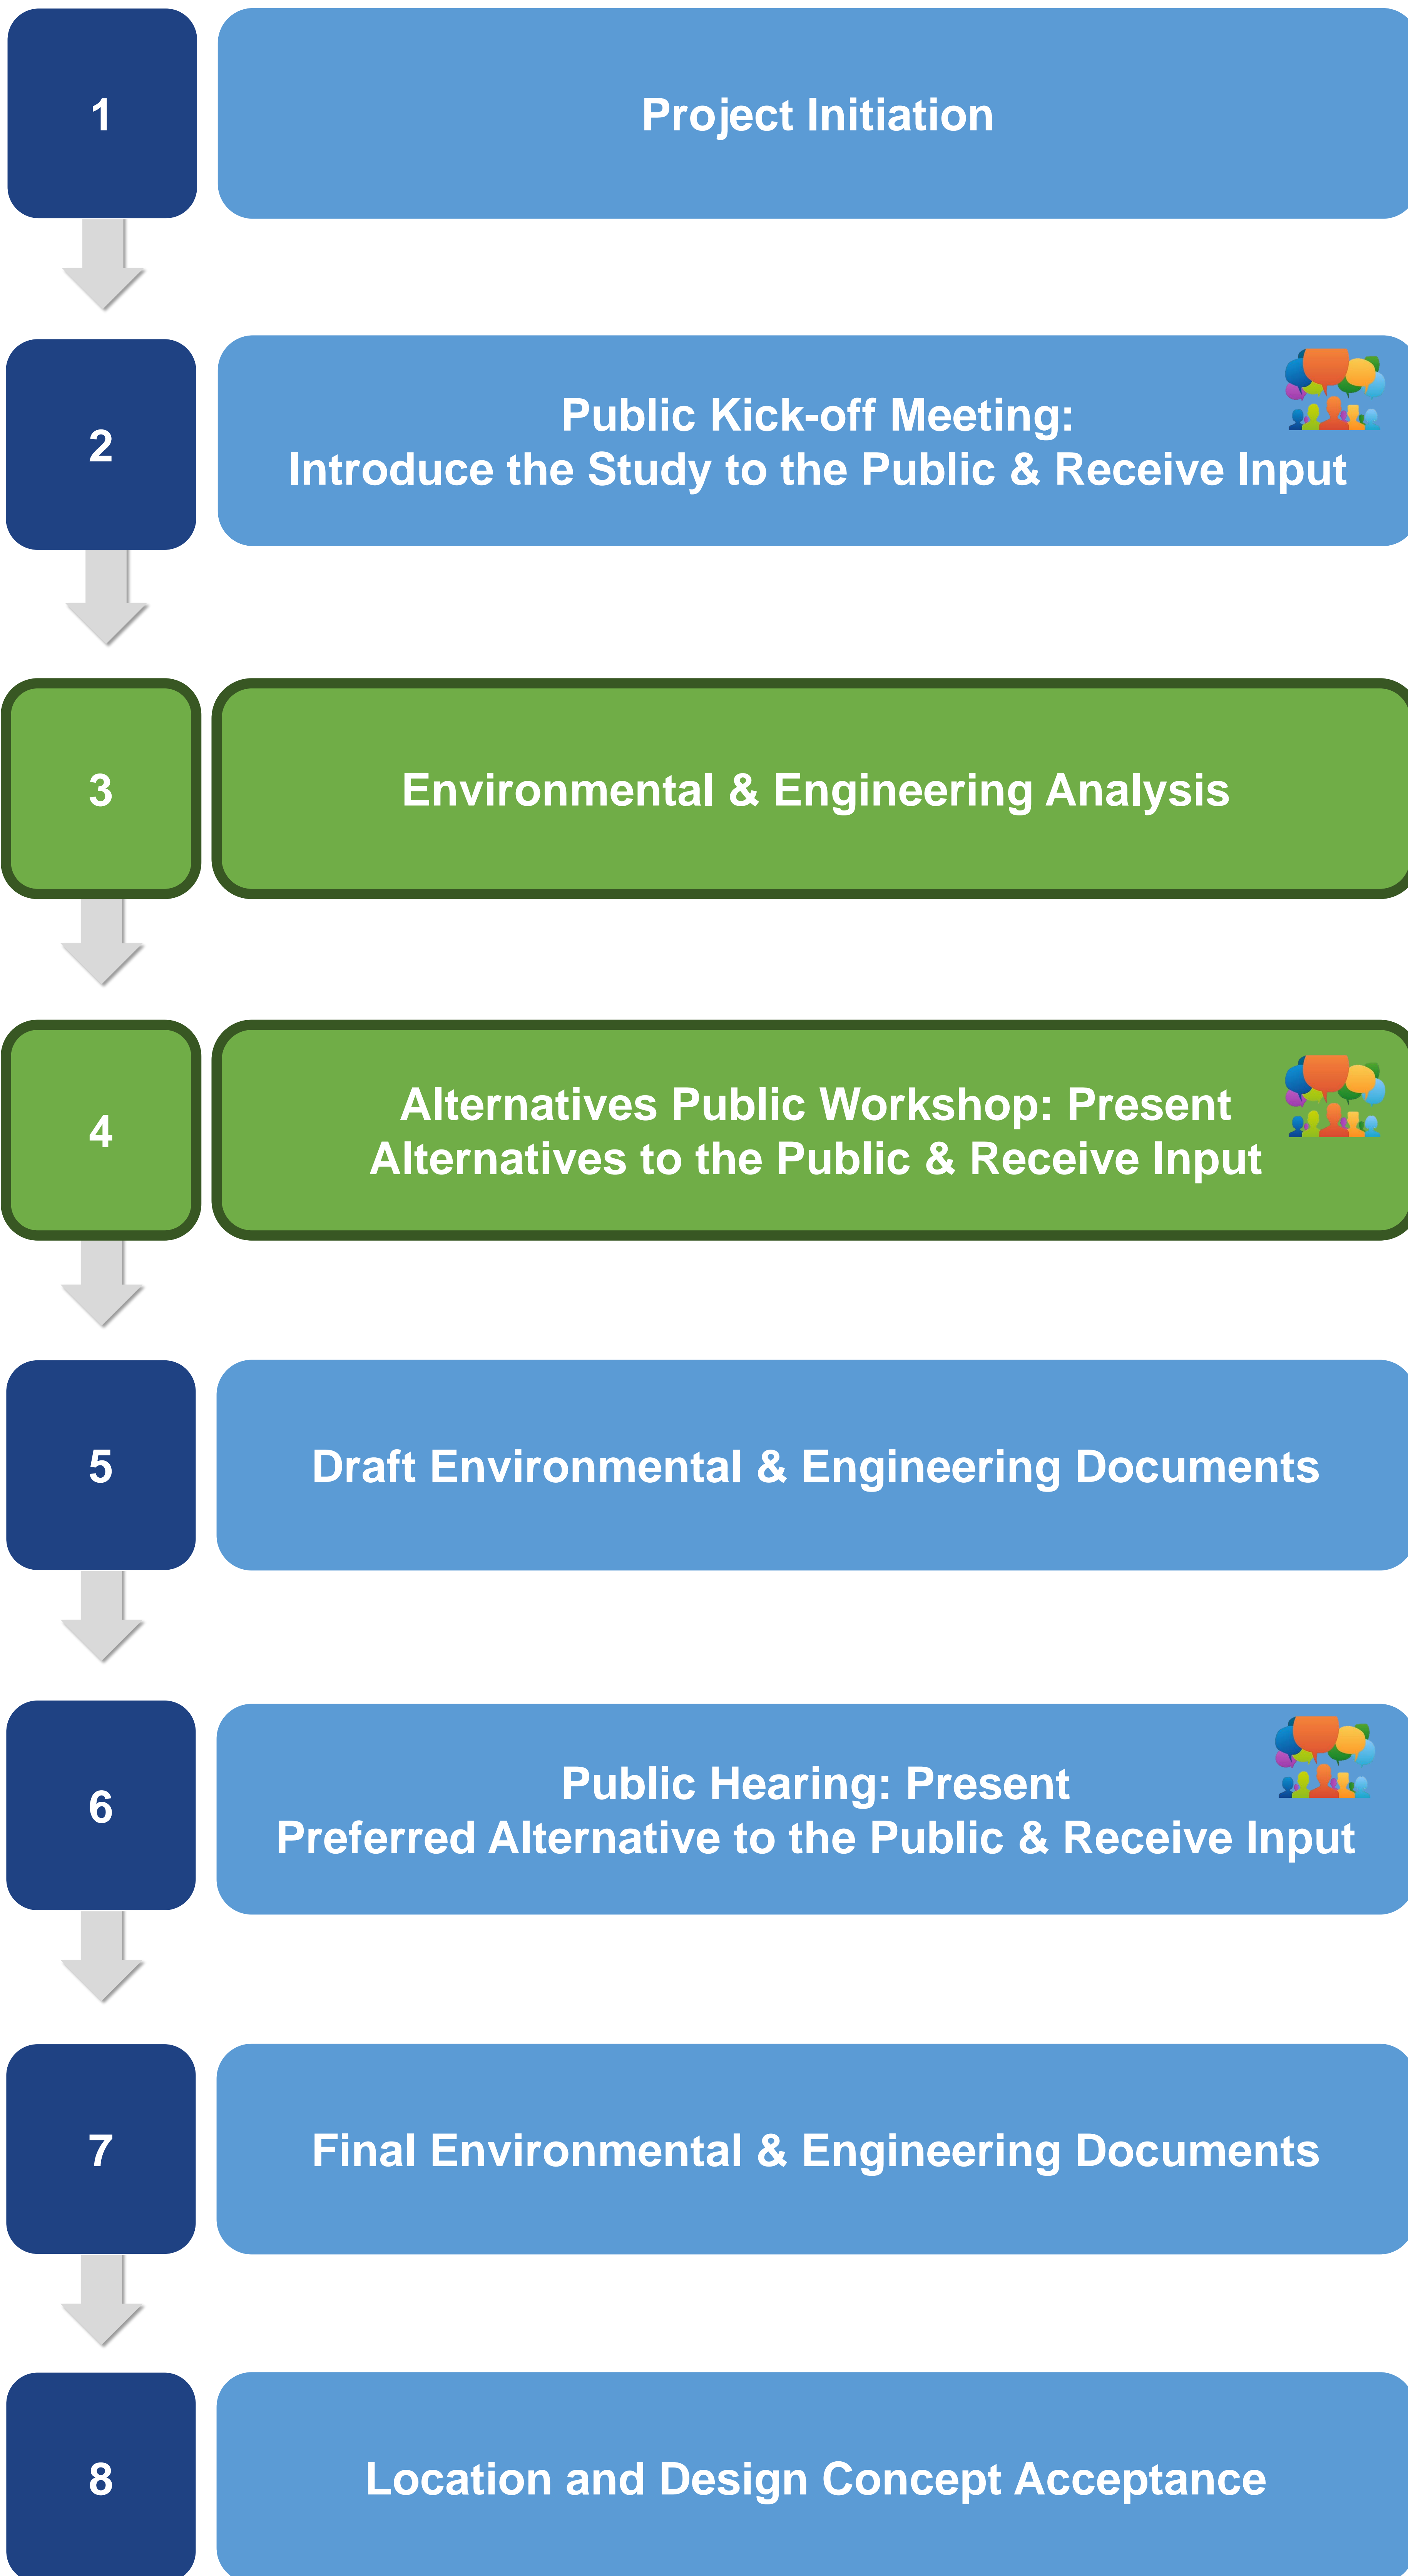 1
Project Initiation
2
Public Kick-off Meeting:
Introduce the Study to the Public & Receive Input
3
Environmental & Engineering Analysis
4
Alternatives Public Workshop: Present
Alternatives to the Public & Receive Input
5
Draft Environmental & Engineering Documents
6
Public Hearing: Present
Preferred Alternative to the Public & Receive Input
7
Final Environmental & Engineering Documents
8
Location and Design Concept Acceptance